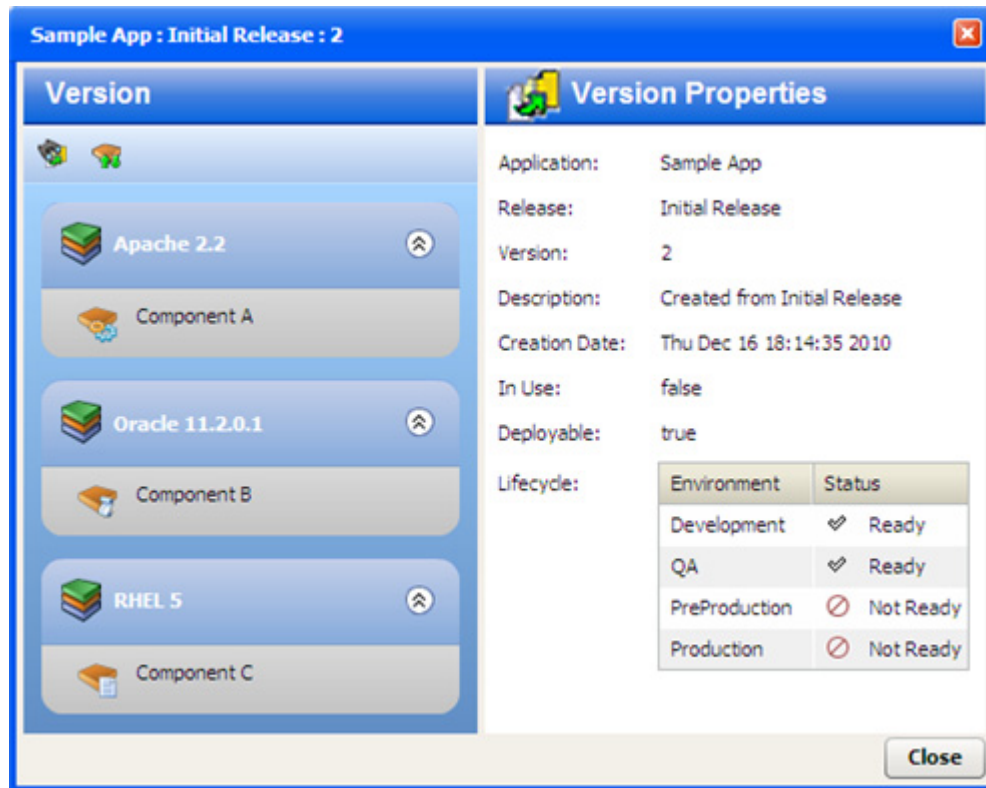 Sample App : Initial Release : 2
Version
Apache 2.2
Component A
Oracle 11.2.0.1
Component B
RHEL 5
Component C
Version Properties
Application: Sample App
Release: Initial Release
Version: 2
Description: Created from Initial Release
Creation Date: Thu Dec 16 18:14:35 2010
In Use: false
Deployable: true
Lifecycle:
Environment Status
Development Ready
QA Ready
PreProduction Not Ready
Production Not Ready
Close